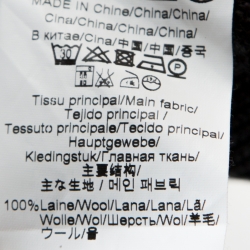 MADE IN China/China/China/
China/China/China/Cina/
В КИТАЕ/Çin/中国/中国/중국
30
P
Tissu principal/Main fabric/
Tejido principal/
Tessuto principale/Tecido principal/
Hauptgewebe/
Kledingstuk/Главная ткань/
主要結构/
主な生地 / 메인 패브릭
100%Laine/Wool/Lana/Lana/Lã/
Wolle/Wol/Шерсть/Wol/羊毛/
ウール/울